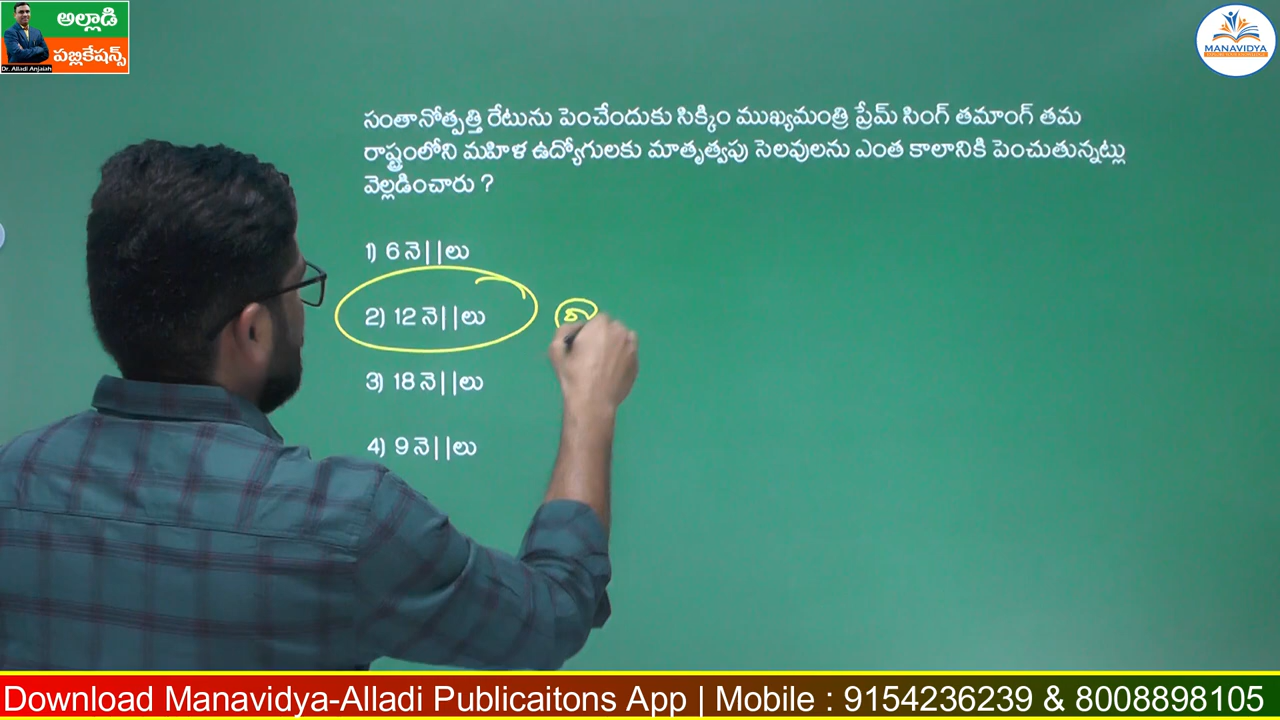 అల్లాడి
పబ్లికేషన్స్
Dr. Alladi Anjaiah
MANAVIDYA
సంతానోత్పత్తి రేటును పెంచేందుకు సిక్కిం ముఖ్యమంత్రి ప్రేమ్ సింగ్ తమాంగ్ తమ
రాష్ట్రంలోని మహిళ ఉద్యోగులకు మాతృత్వపు సెలవులను ఎంత కాలానికి పెంచుతున్నట్లు
వెల్లడించారు ?
1) 6 నె||లు
2) 12 నె||లు
3) 18 నె||లు
4) 9 నె||లు
Download Manavidya-Alladi Publicaitons App | Mobile : 9154236239 & 8008898105